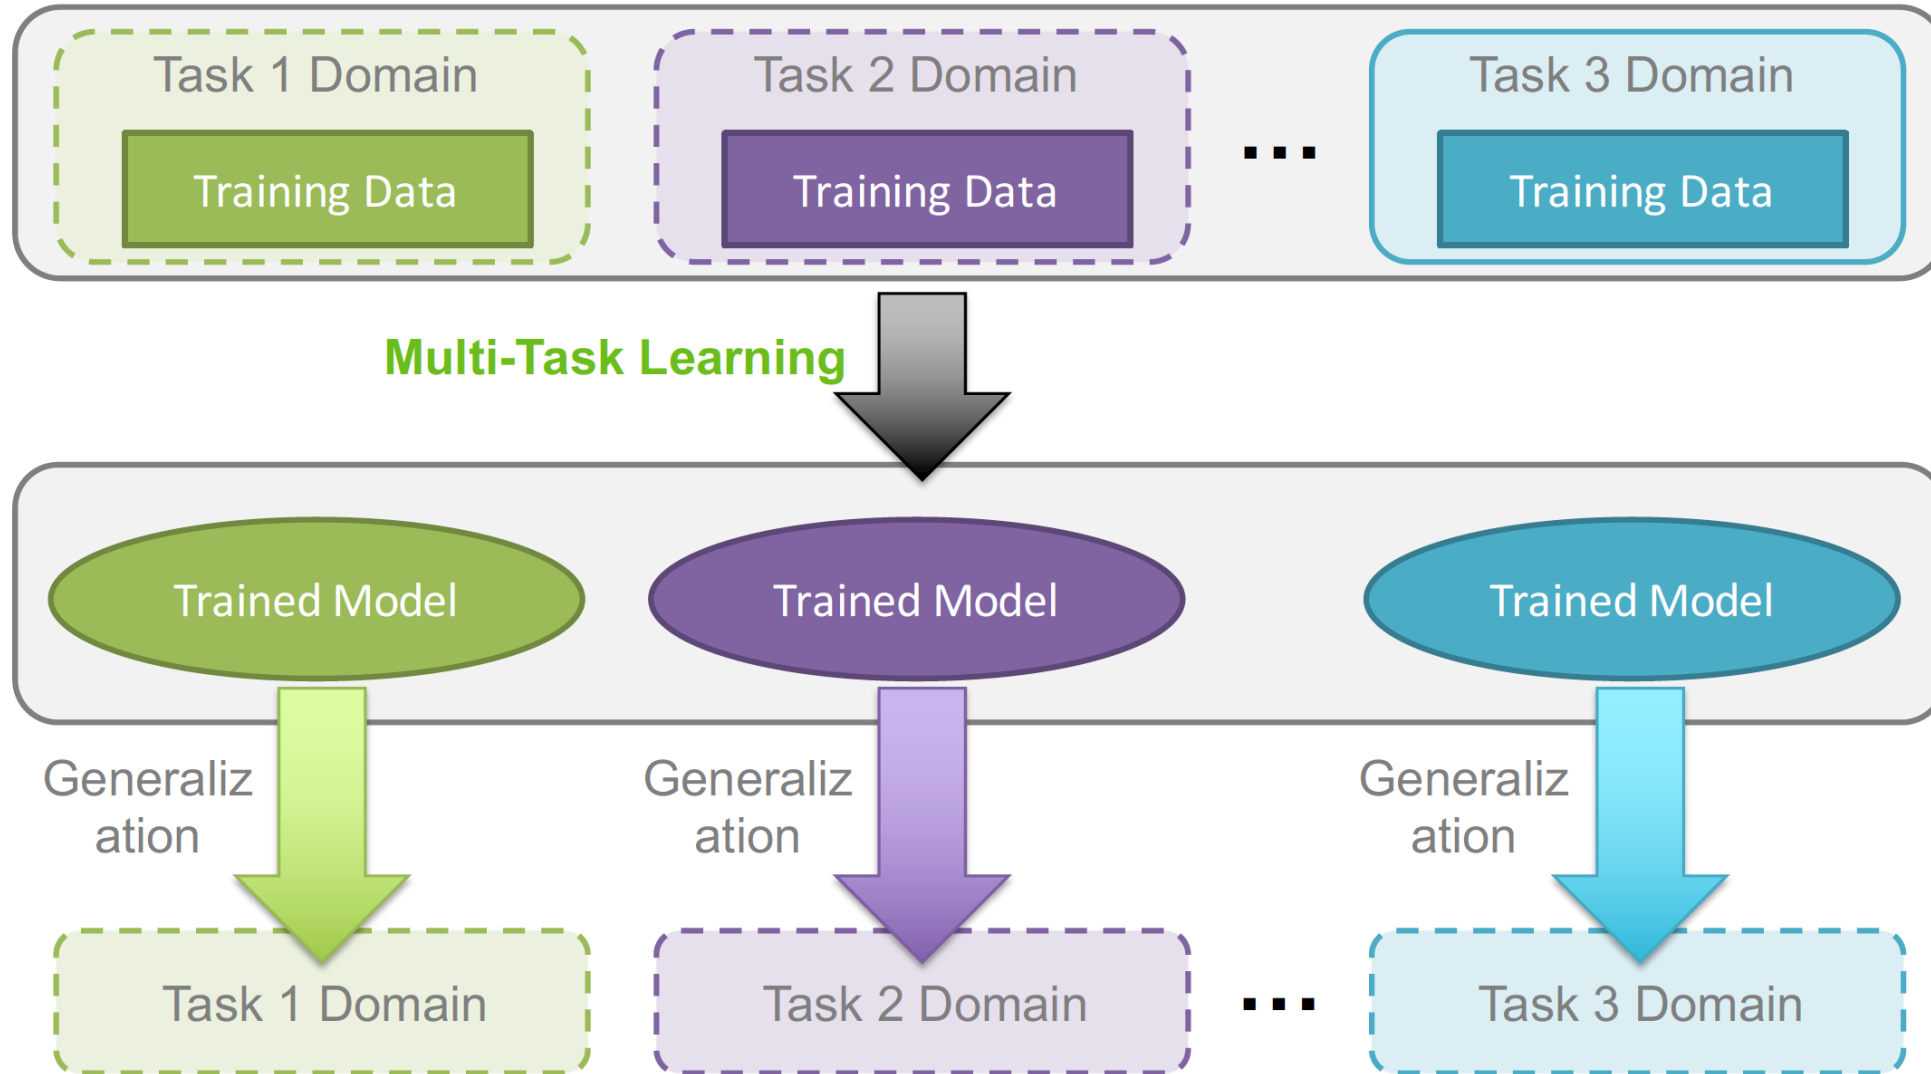 Task 1 Domain
Task 2 Domain
Task 3 Domain
Training Data
Training Data
...
Training Data
Multi-Task Learning
Trained Model
Trained Model
Trained Model
Generaliz
ation
Generaliz
ation
Generaliz
ation
Task 1 Domain
Task 2 Domain
...
Task 3 Domain